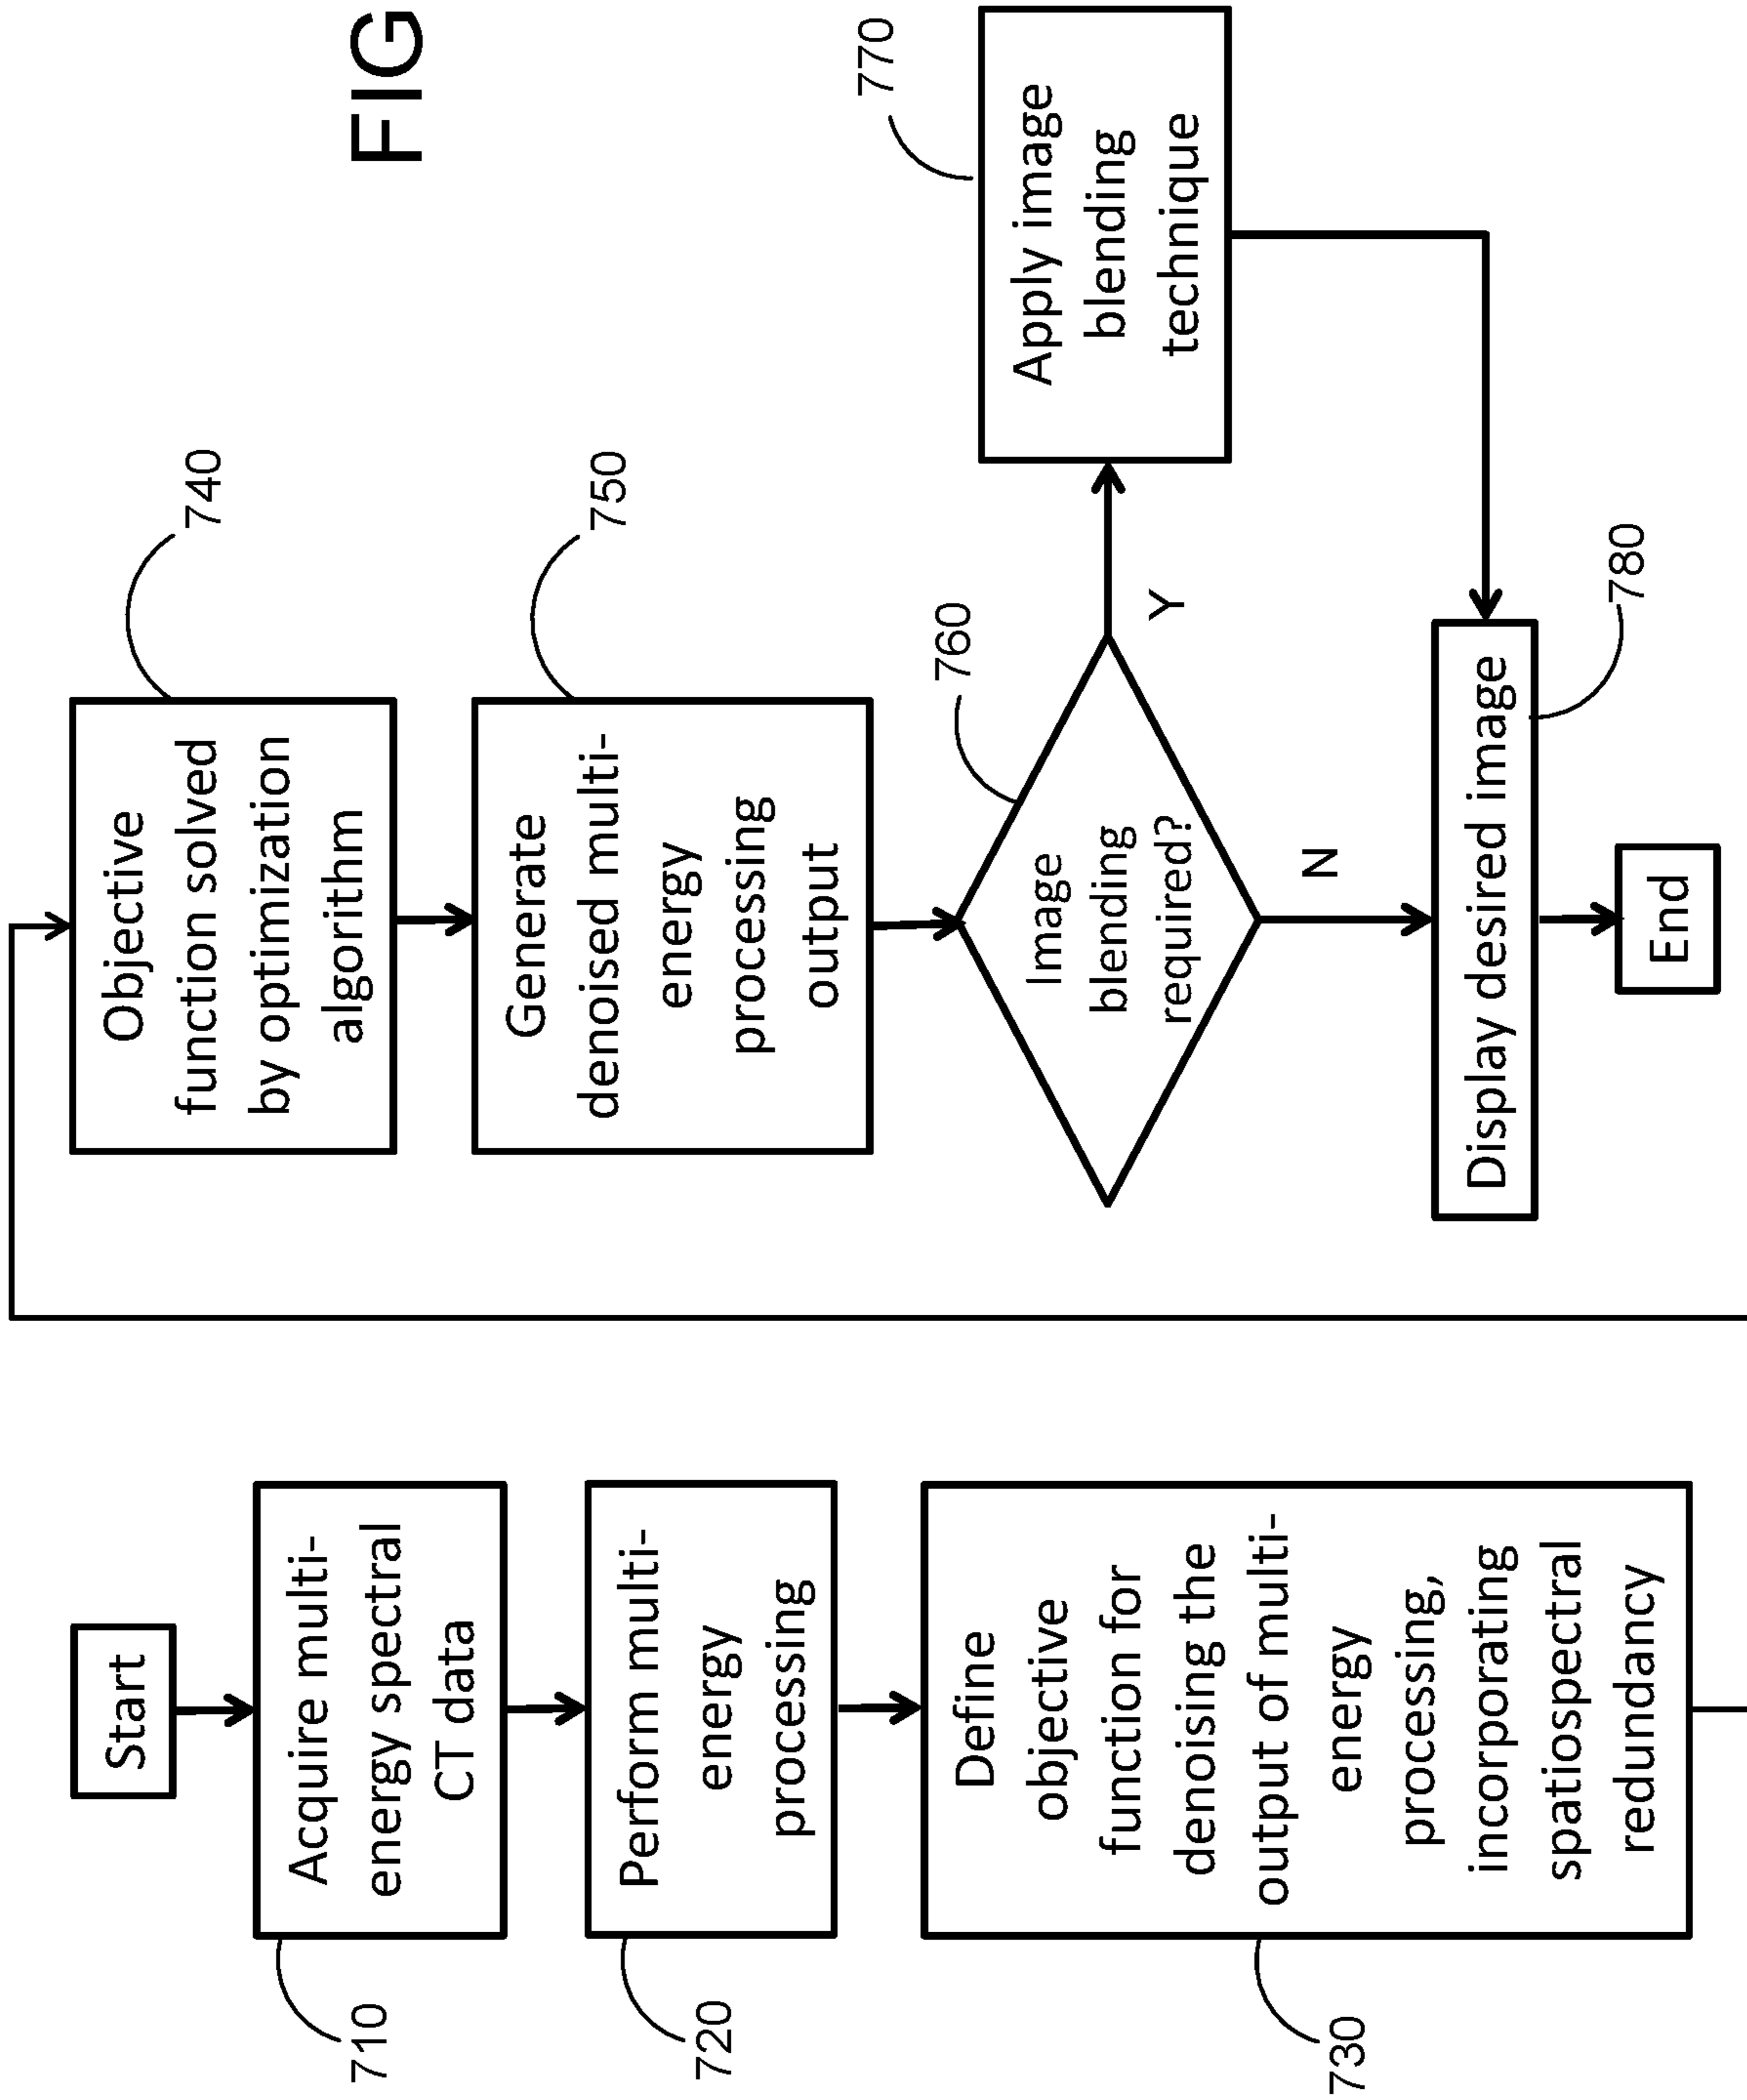 FIG
Start
Acquire multi-
energy spectral
CT data
710
Perform multi-
energy
processing
720
Define
objective
function for
denoising the
output of multi-
energy
processing,
incorporating
spatiospectral
redundancy
730
Objective
function solved
by optimization
algorithm
740
Generate
denoised multi-
energy
processing
output
750
Image
blending
required?
760
Y
N
Apply image
blending
technique
770
Display desired image
780
End